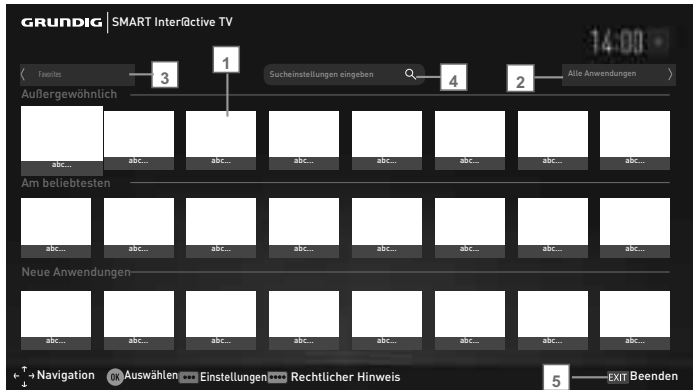 GRUNDIG SMART Inter@ctive TV
14:00
Favorites
3
1
Sucheinstellungen eingeben
4
2
Alle Anwendungen
Außergewöhnlich
abc... abc... abc... abc... abc... abc... abc... abc...
Am beliebtesten
abc... abc... abc... abc... abc... abc... abc... abc...
Neue Anwendungen
abc... abc... abc... abc... abc... abc... abc... abc...
Navigation OK Auswählen Einstellungen Rechtlicher Hinweis 5 EXIT Beenden